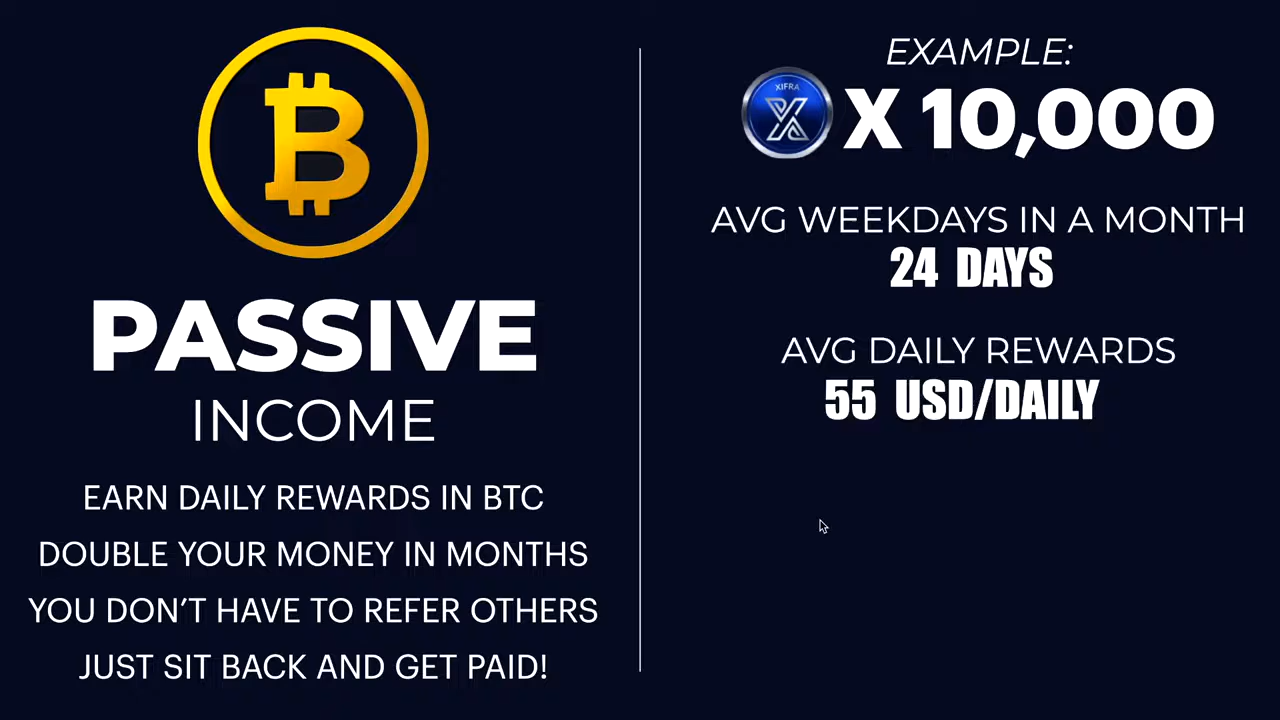 PASSIVE
INCOME
EARN DAILY REWARDS IN BTC
DOUBLE YOUR MONEY IN MONTHS
YOU DON'T HAVE TO REFER OTHERS
JUST SIT BACK AND GET PAID!
EXAMPLE:
XIFRA X 10,000
AVG WEEKDAYS IN A MONTH
24 DAYS
AVG DAILY REWARDS
55 USD/DAILY